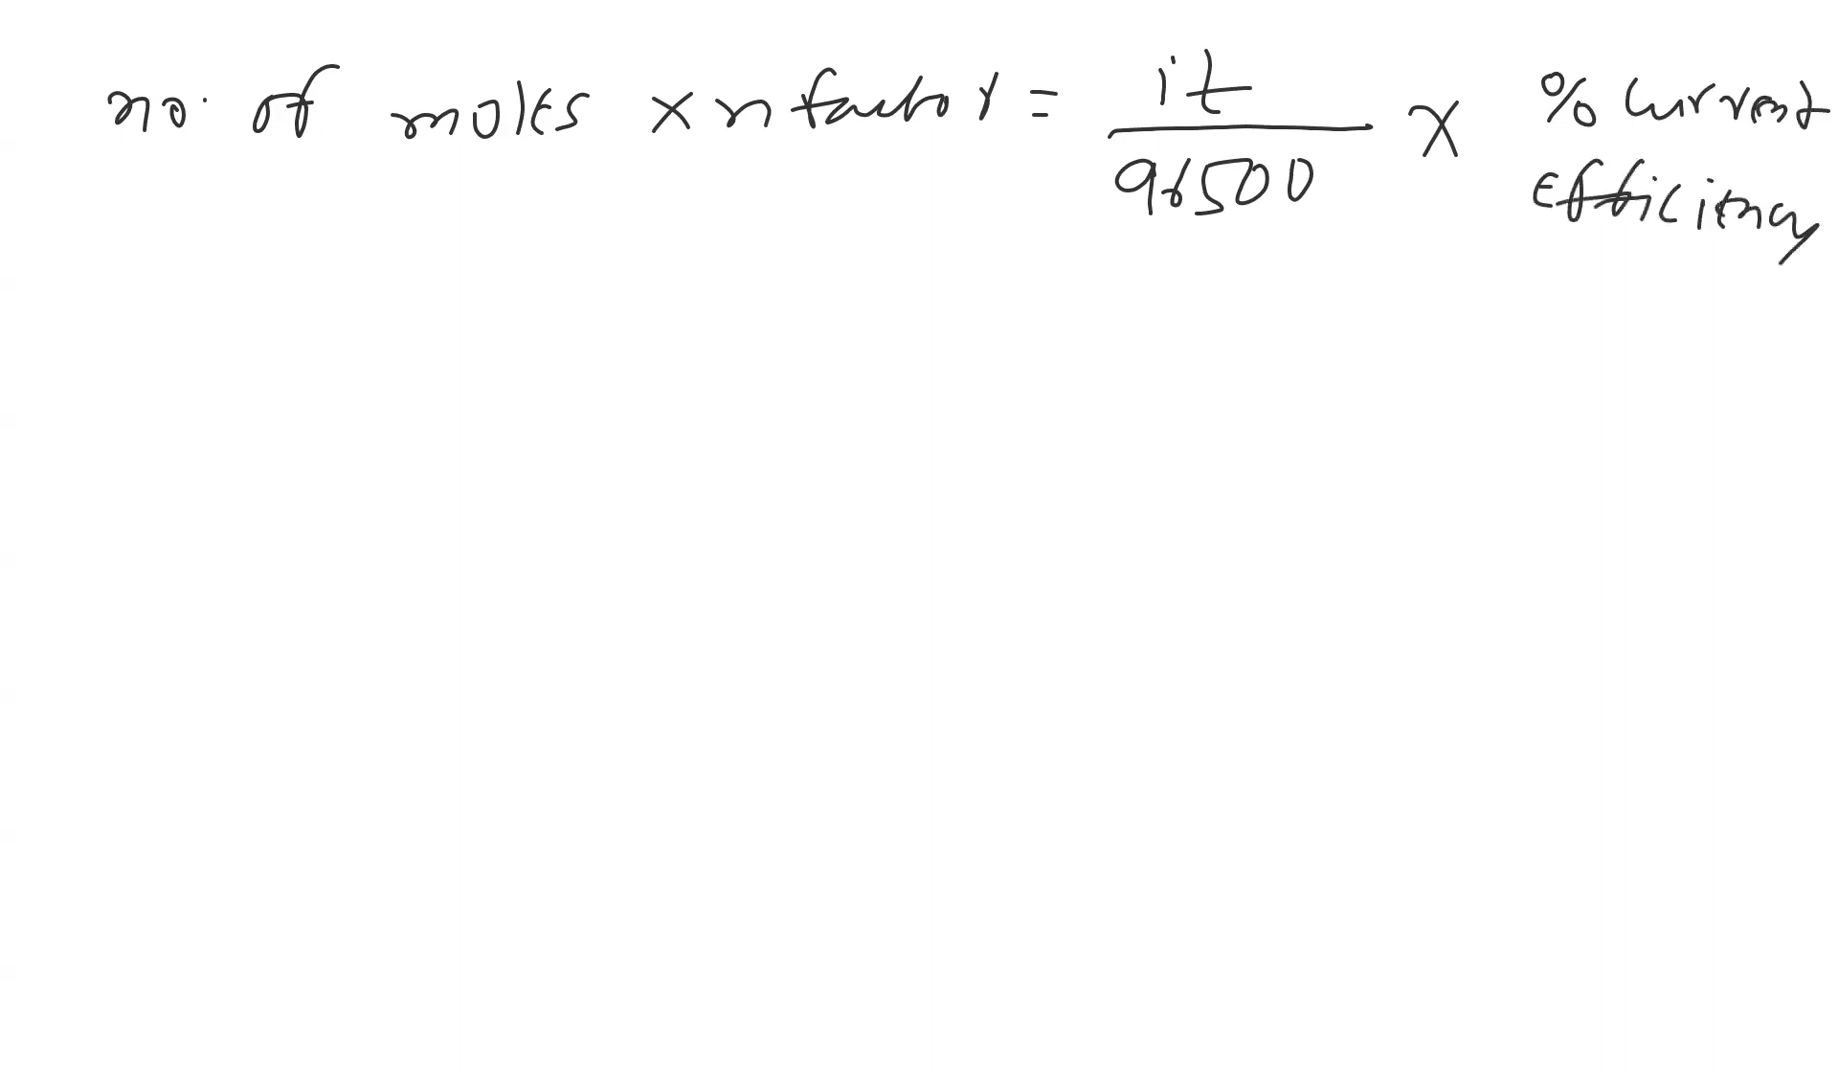 no. of moles × n factor = it / 96500 × % current efficiency